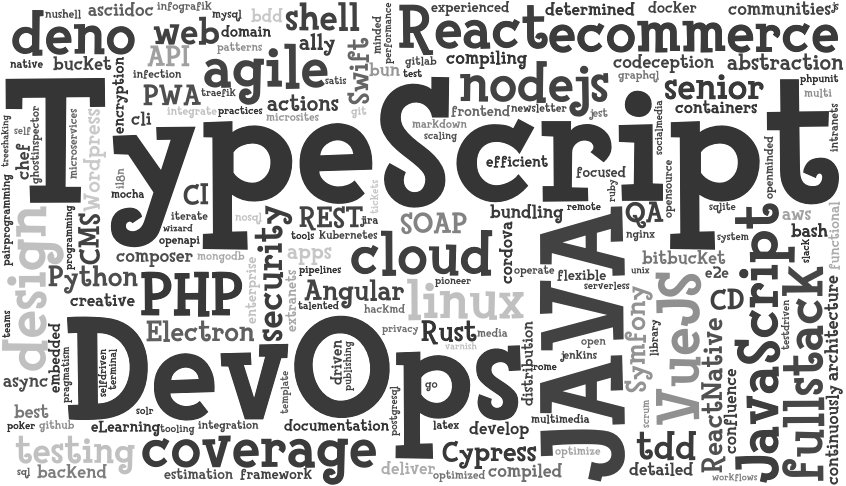 nushell
asciidoc
infografik
mysql
bdd
shell
minded
performance
experienced
determined
docker
communities
js
deno
web
domain
ally
React
ecommerce
native
bucket
API
patterns
agile
satis
Swift
bun
gitlab
test
compiling
codeception
abstraction
infection
traefik
nodejs
graphql
senior
phpunit
multi
encryption
PWA
integrate
practices
actions
microsites
git
frontend
newsletter
jest
containers
intranets
TypeScript
treeshaking
self
chef
ghostinspector
microservices
Wordpress
cli
markdown
scaling
efficient
focused
socialmedia
opensource
openminded
pairprogramming
i18n
mocha
CI
iterate
wizard
openapi
nosql
tickets
REST
jira
tools
kubernetes
SOAP
bundling
remote
ruby
QA
nginx
sqlite
system
aws
bash
slack
functional
design
programming
CMS
composer
mongodb
security
enterprise
apps
pipelines
cloud
cordova
operate
flexible
serverless
unix
bitbucket
e2e
JAVA
Python
creative
PHP
extranets
Angular
talented
hacKmd
pioneer
linux
Electron
privacy
Rust
media
varnish
distribution
rome
open
jenkins
Symfony
library
VueJS
CD
JavaScript
testdriven
fullstack
continuously
architecture
teams
embedded
pragmatism
async
DevOps
selfdriven
terminal
driven
publishing
go
template
postgresql
ReactNative
confluence
best
solr
poker
github
eLearning
tooling
integration
documentation
latex
develop
multimedia
scrum
testing
coverage
Cypress
optimize
tdd
detailed
workflows
sql
backend
estimation
framework
deliver
optimized
compiled